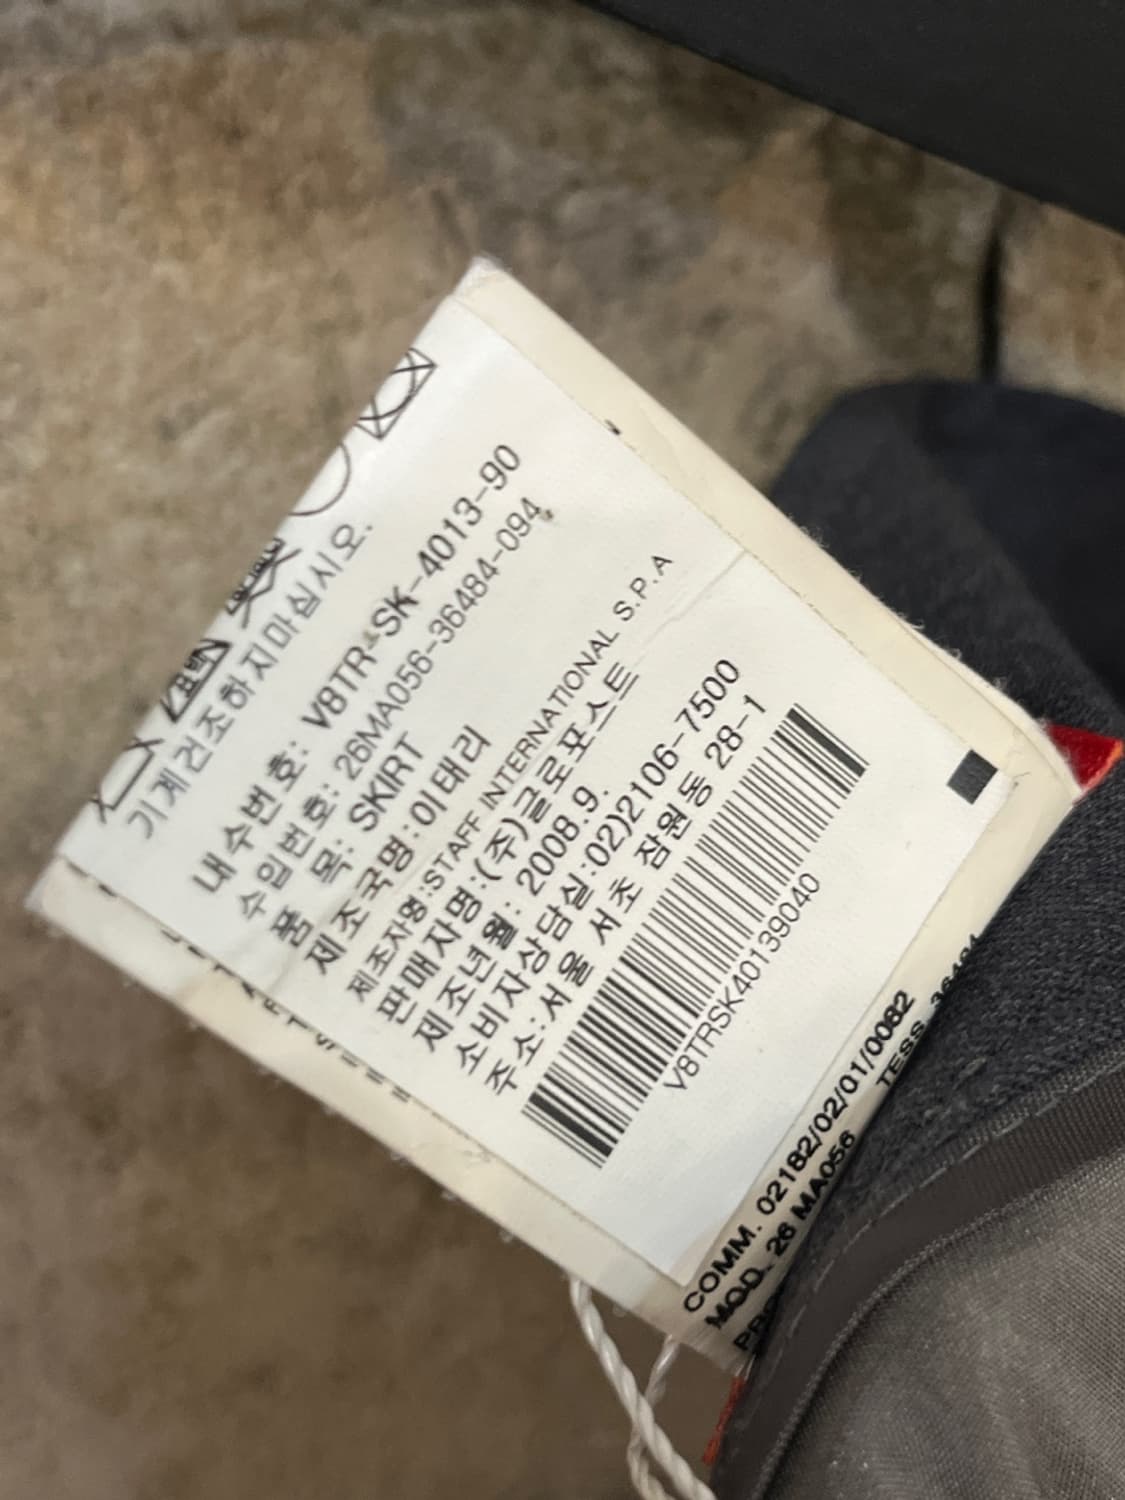 기계건조하지마십시오.
내수번호: V8TR-SK-4013-90
수입번호: 26MA056-36484-094
품 목: SKIRT
제조국명:이태리
제조자명:STAFF INTERNATIONAL S.P.A
판매자명:(주)글로포스트
제조년월: 2008.9.
소비자상담실:02)2106-7500
주소:서울 서초 잠원동 28-1
V8TRSK40139040
COMM. 02182/02/01/0082
MOD. 26 MA056 TESS.